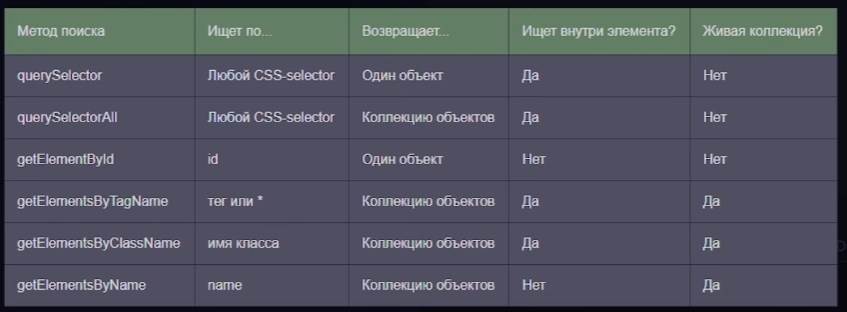 Метод поиска Ищет по... Возвращает... Ищет внутри элемента? Живая коллекция?
querySelector Любой CSS-selector Один объект Да Нет
querySelectorAll Любой CSS-selector Коллекцию объектов Да Нет
getElementById id Один объект Нет Нет
getElementsByTagName тег или * Коллекцию объектов Да Да
getElementsByClassName имя класса Коллекцию объектов Да Да
getElementsByName name Коллекцию объектов Нет Да